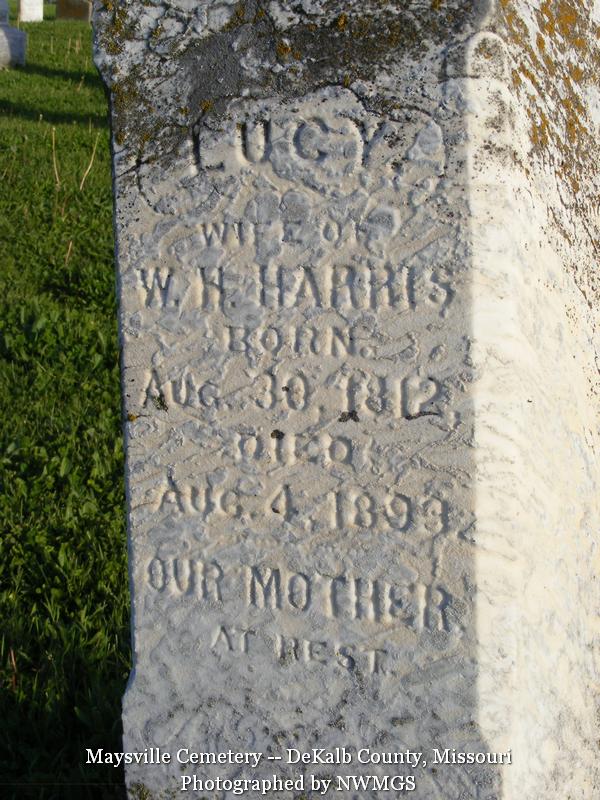 LUCY.
WIFE OF
W. H. HARRIS
BORN
AUG. 30, 1812,
DIED
AUG. 4, 1893,
OUR MOTHER
AT REST.
Maysville Cemetery -- DeKalb County, Missouri
Photographed by NWMGS